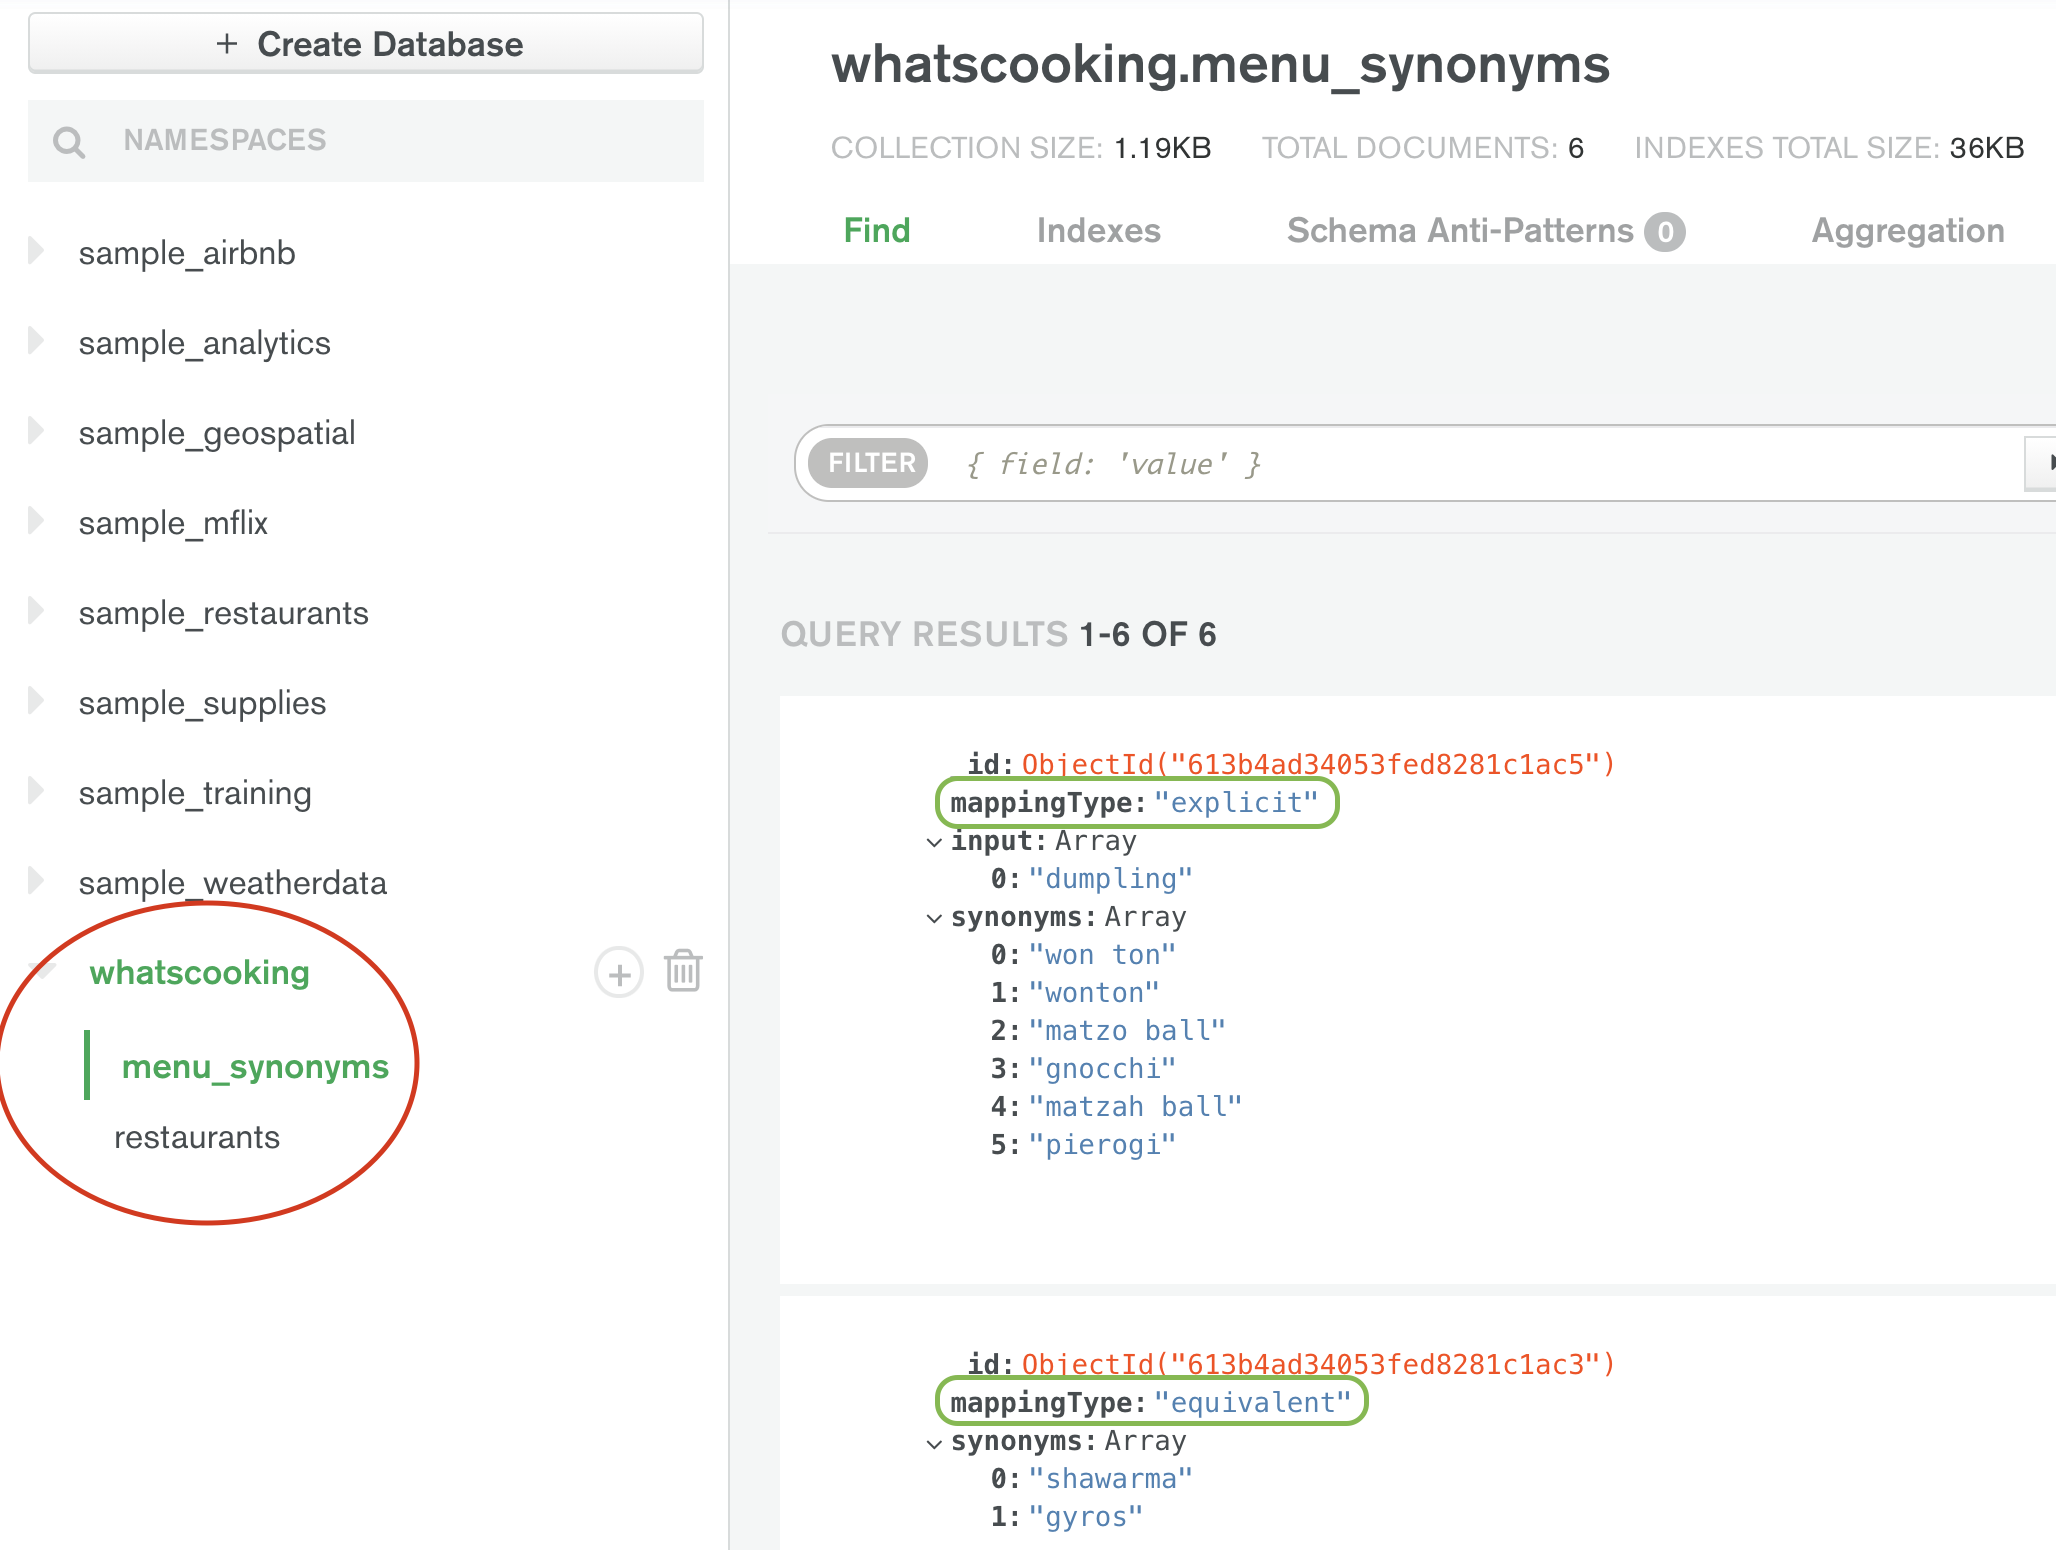 + Create Database
NAMESPACES
sample_airbnb
sample_analytics
sample_geospatial
sample_mflix
sample_restaurants
sample_supplies
sample_training
sample_weatherdata
whatscooking
menu_synonyms
restaurants
whatscooking.menu_synonyms
COLLECTION SIZE: 1.19KB TOTAL DOCUMENTS: 6 INDEXES TOTAL SIZE: 36KB
Find Indexes Schema Anti-Patterns 0 Aggregation
FILTER { field: 'value' }
QUERY RESULTS 1-6 OF 6
_id: ObjectId("613b4ad34053fed8281c1ac5")
mappingType: "explicit"
input: Array
0: "dumpling"
synonyms: Array
0: "won ton"
1: "wonton"
2: "matzo ball"
3: "gnocchi"
4: "matzah ball"
5: "pierogi"
_id: ObjectId("613b4ad34053fed8281c1ac3")
mappingType: "equivalent"
synonyms: Array
0: "shawarma"
1: "gyros"